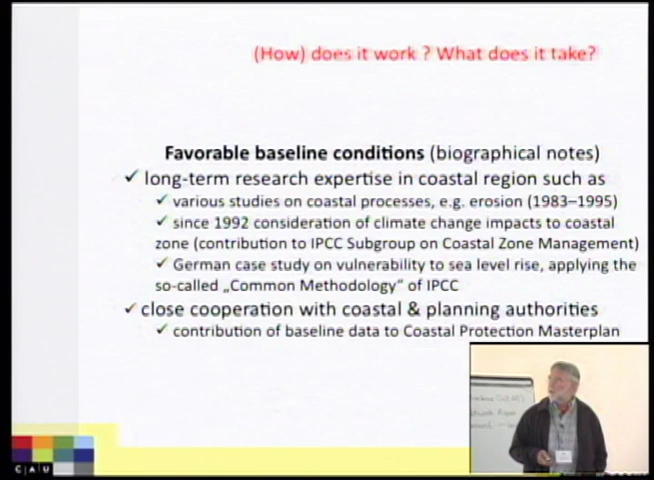 (How) does it work ? What does it take?
Favorable baseline conditions (biographical notes)
✓ long-term research expertise in coastal region such as
✓ various studies on coastal processes, e.g. erosion (1983–1995)
✓ since 1992 consideration of climate change impacts to coastal
zone (contribution to IPCC Subgroup on Coastal Zone Management)
✓ German case study on vulnerability to sea level rise, applying the
so-called „Common Methodology" of IPCC
✓ close cooperation with coastal & planning authorities
✓ contribution of baseline data to Coastal Protection Masterplan
C|A|U